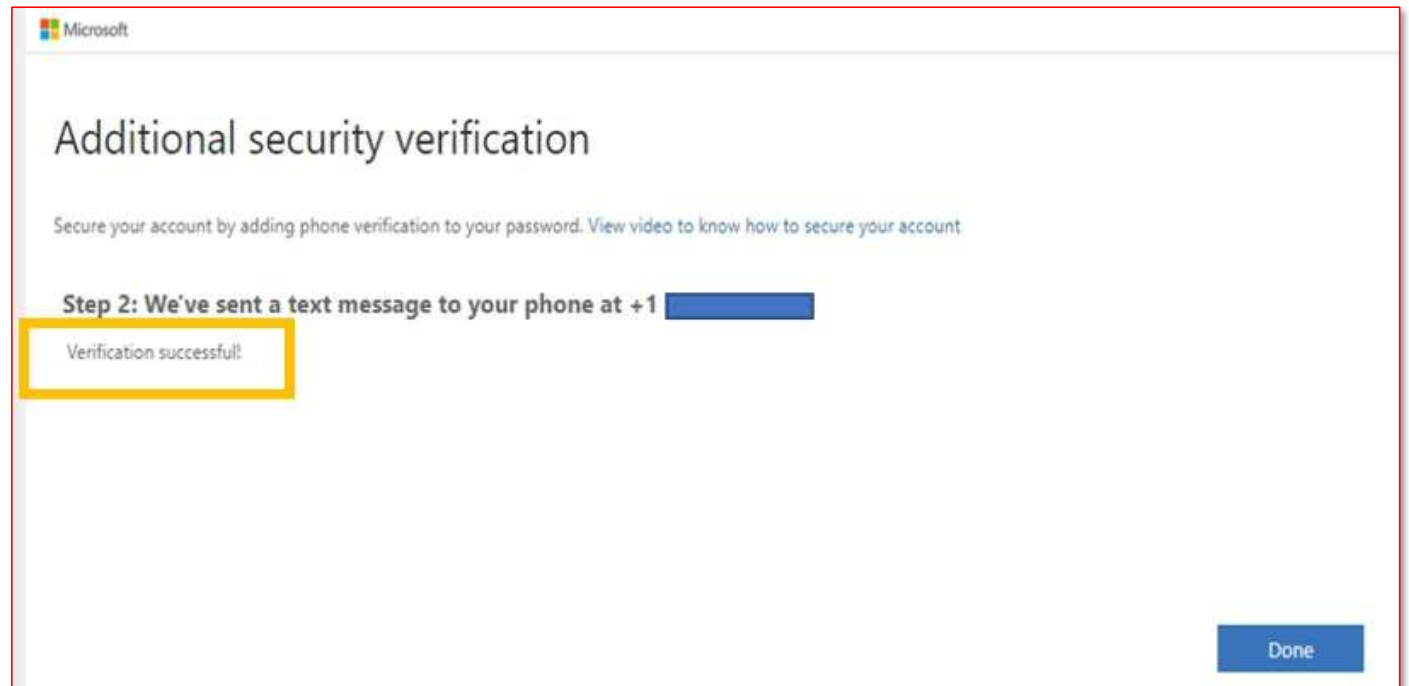 Microsoft
Additional security verification
Secure your account by adding phone verification to your password. View video to know how to secure your account
Step 2: We've sent a text message to your phone at +1
Verification successful!
Done